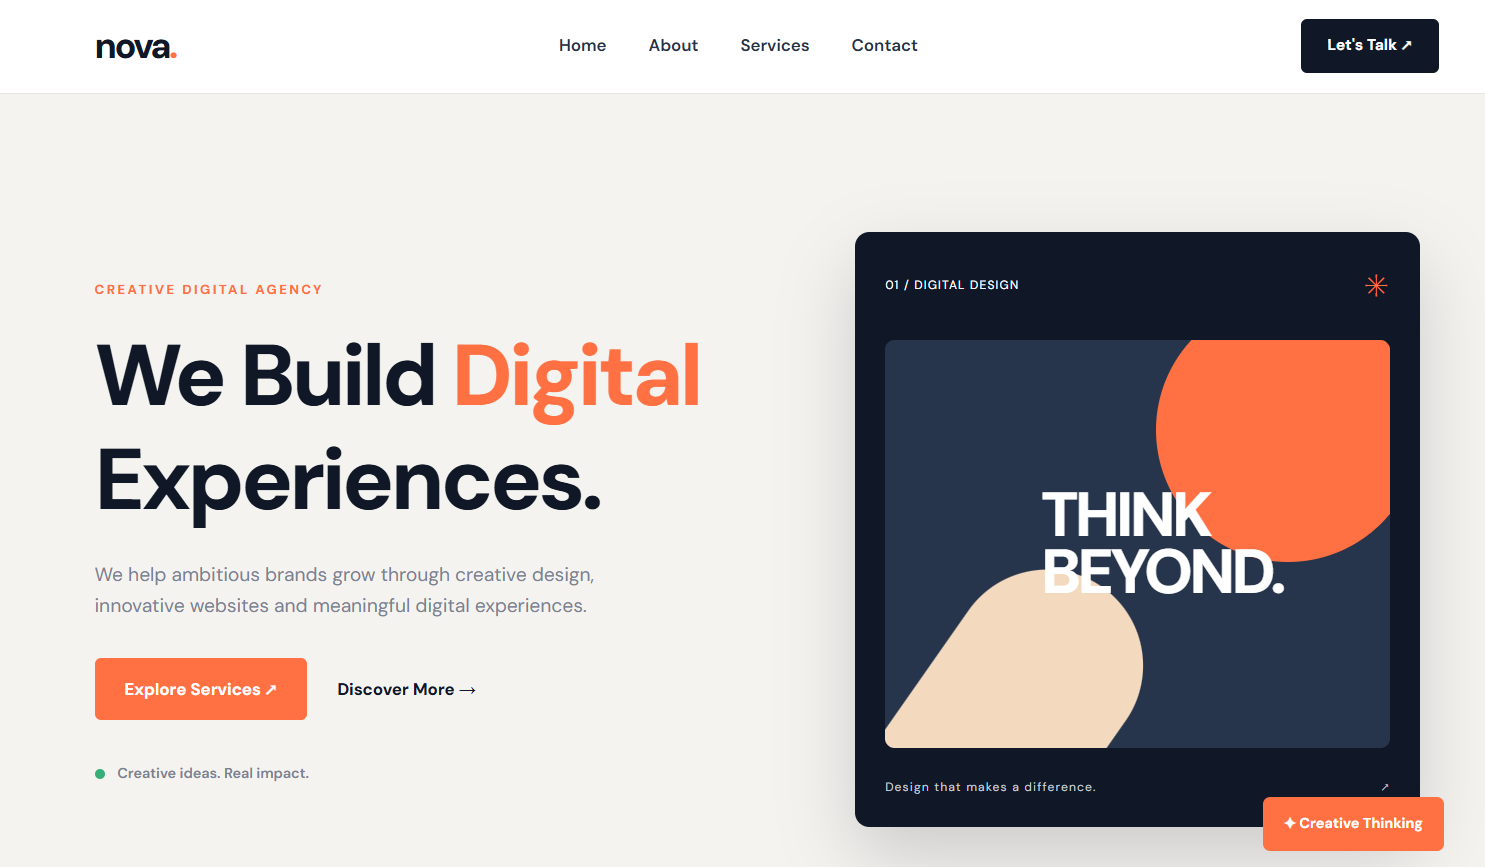 nova.
Home About Services Contact
Let's Talk ↗
CREATIVE DIGITAL AGENCY
We Build Digital
Experiences.
We help ambitious brands grow through creative design,
innovative websites and meaningful digital experiences.
Explore Services ↗
Discover More →
Creative ideas. Real impact.
01 / DIGITAL DESIGN
THINK
BEYOND.
Design that makes a difference. ↗
✦ Creative Thinking